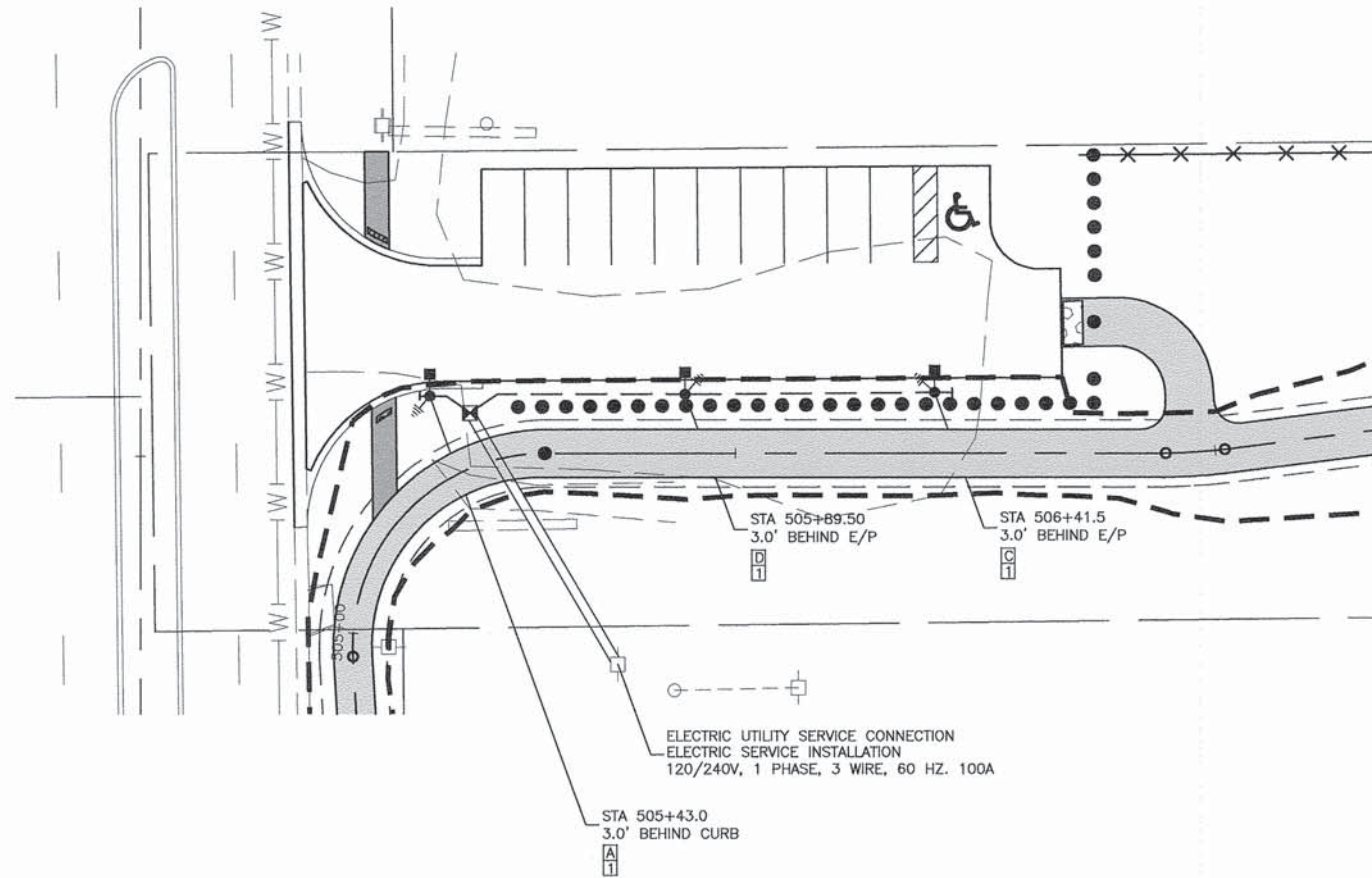 STA 505+89.50
3.0' BEHIND E/P
D
1
STA 506+41.5
3.0' BEHIND E/P
C
1
505+00
ELECTRIC UTILITY SERVICE CONNECTION
ELECTRIC SERVICE INSTALLATION
120/240V, 1 PHASE, 3 WIRE, 60 HZ. 100A
STA 505+43.0
3.0' BEHIND CURB
A
1